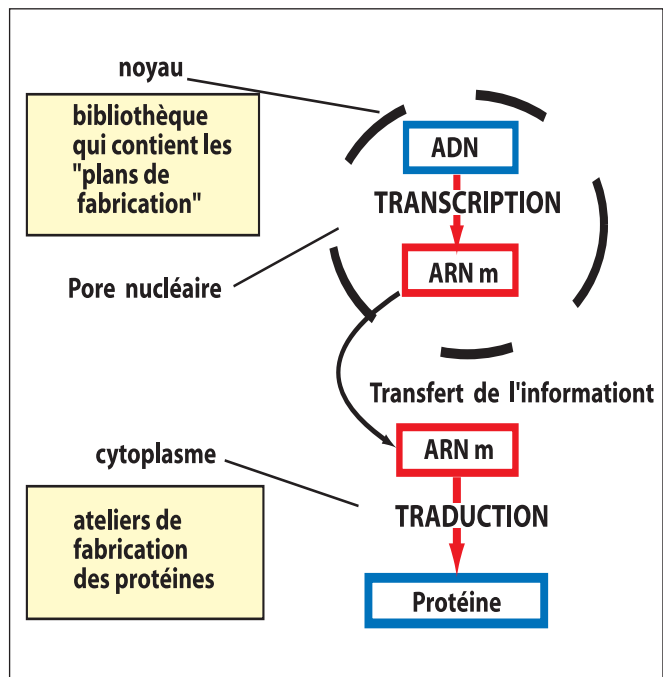 noyau
bibliothèque
qui contient les
"plans de
fabrication"
ADN
TRANSCRIPTION
ARN m
Pore nucléaire
Transfert de l'informationt
ARN m
cytoplasme
TRADUCTION
ateliers de
fabrication
des protéines
Protéine